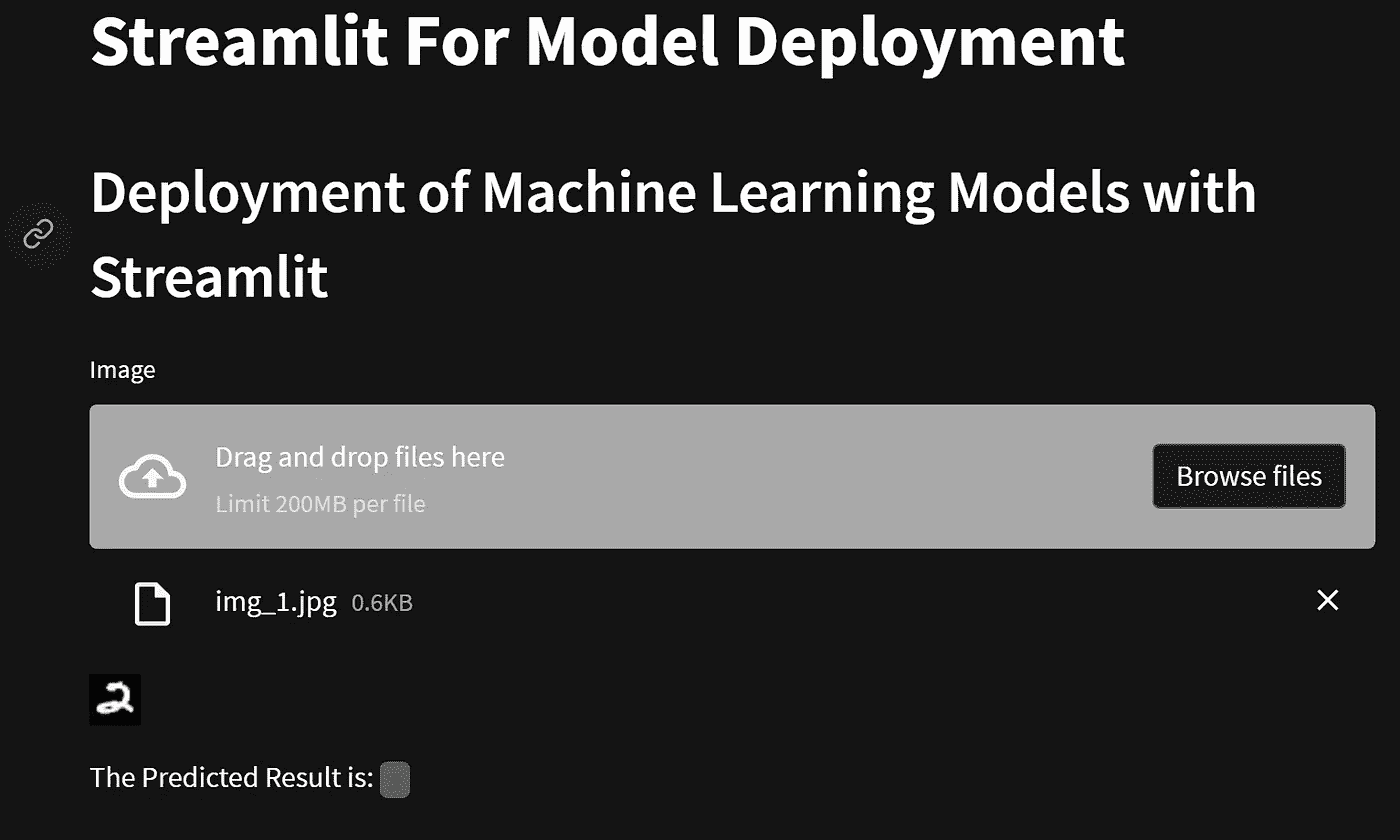 Streamlit For Model Deployment
Deployment of Machine Learning Models with
Streamlit
Image
Drag and drop files here
Limit 200MB per file
Browse files
img_1.jpg 0.6KB
2
The Predicted Result is: